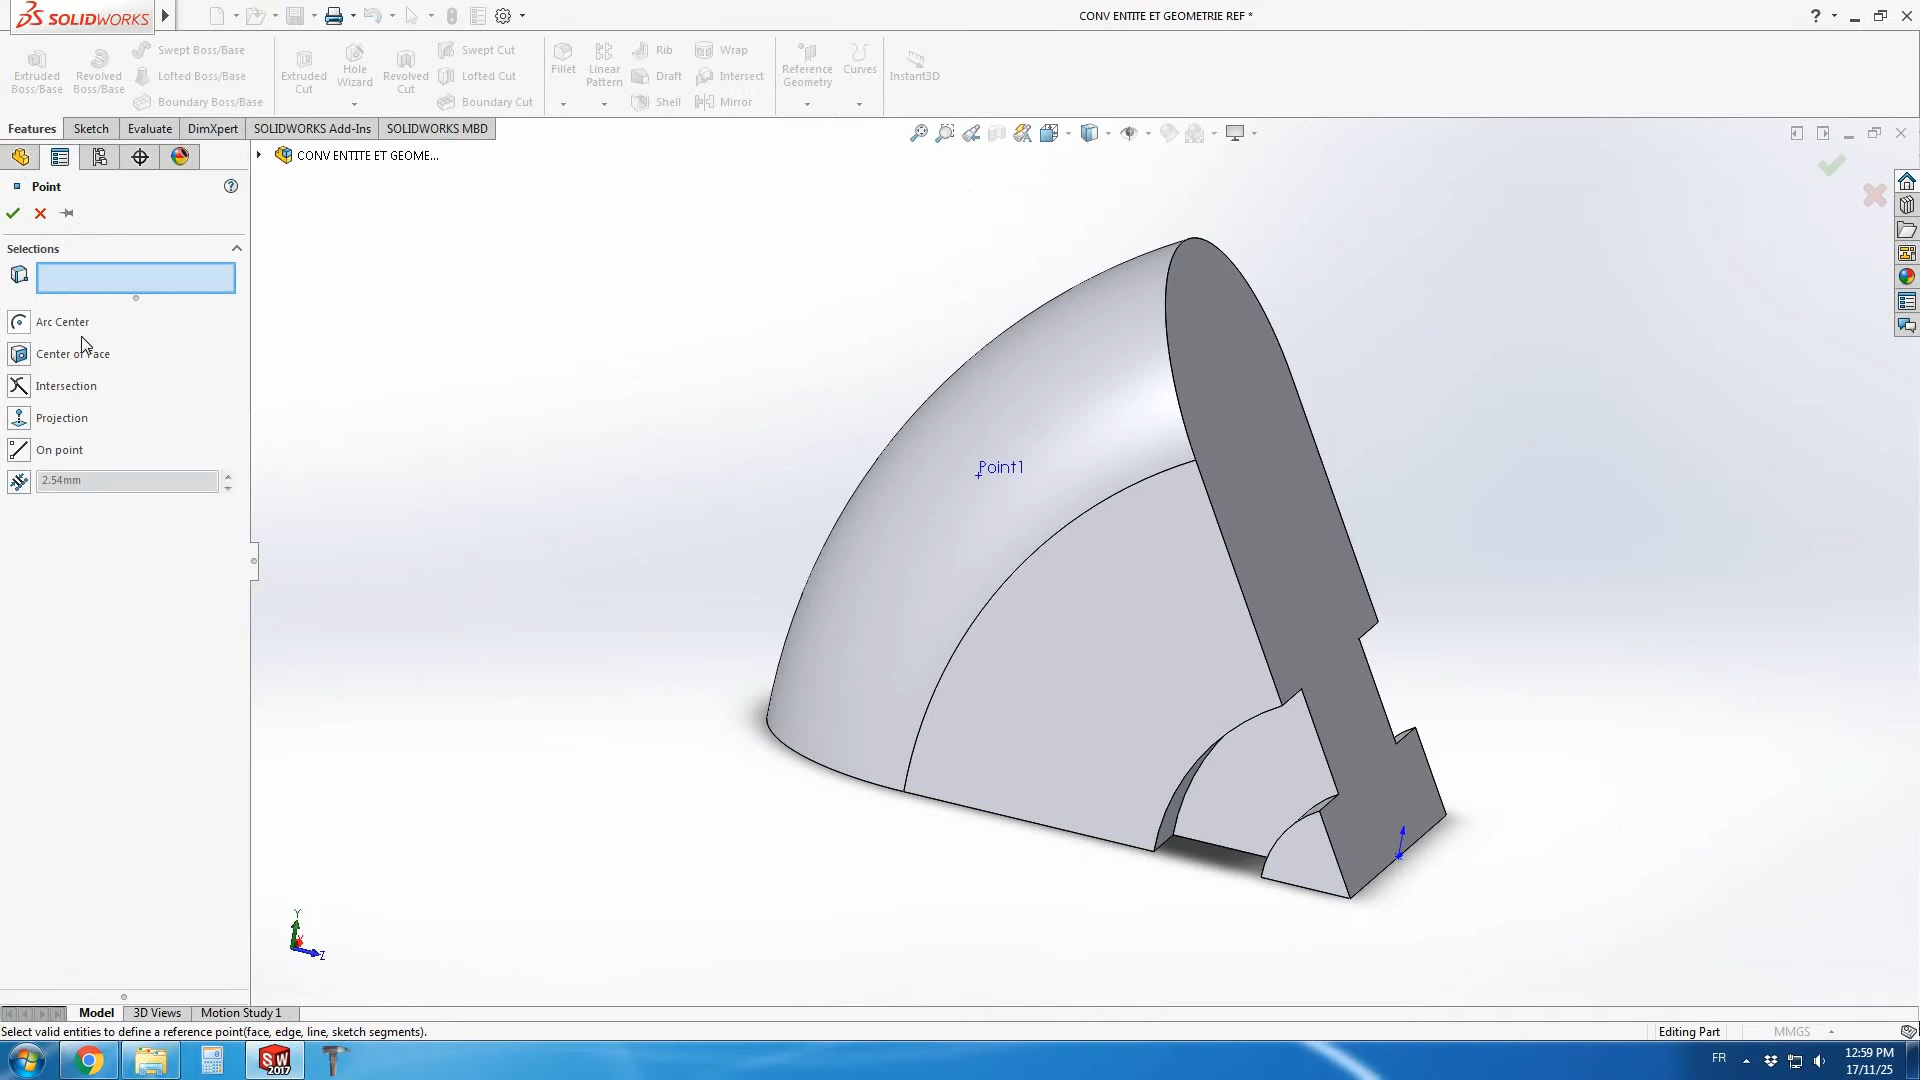 SOLIDWORKS
CONV ENTITE ET GEOMETRIE REF *
?
Extruded Boss/Base
Revolved Boss/Base
Swept Boss/Base
Lofted Boss/Base
Boundary Boss/Base
Extruded Cut
Hole Wizard
Revolved Cut
Swept Cut
Lofted Cut
Boundary Cut
Fillet
Linear Pattern
Rib
Draft
Shell
Wrap
Intersect
Mirror
Reference Geometry
Curves
Instant3D
Features
Sketch
Evaluate
DimXpert
SOLIDWORKS Add-Ins
SOLIDWORKS MBD
CONV ENTITE ET GEOME...
Point
?
Selections
Arc Center
Center of Face
Intersection
Projection
On point
2.54mm
Point1
Y
Z
Model
3D Views
Motion Study 1
Select valid entities to define a reference point(face, edge, line, sketch segments).
Editing Part
MMGS
SW
2017
FR
12:59 PM
17/11/25